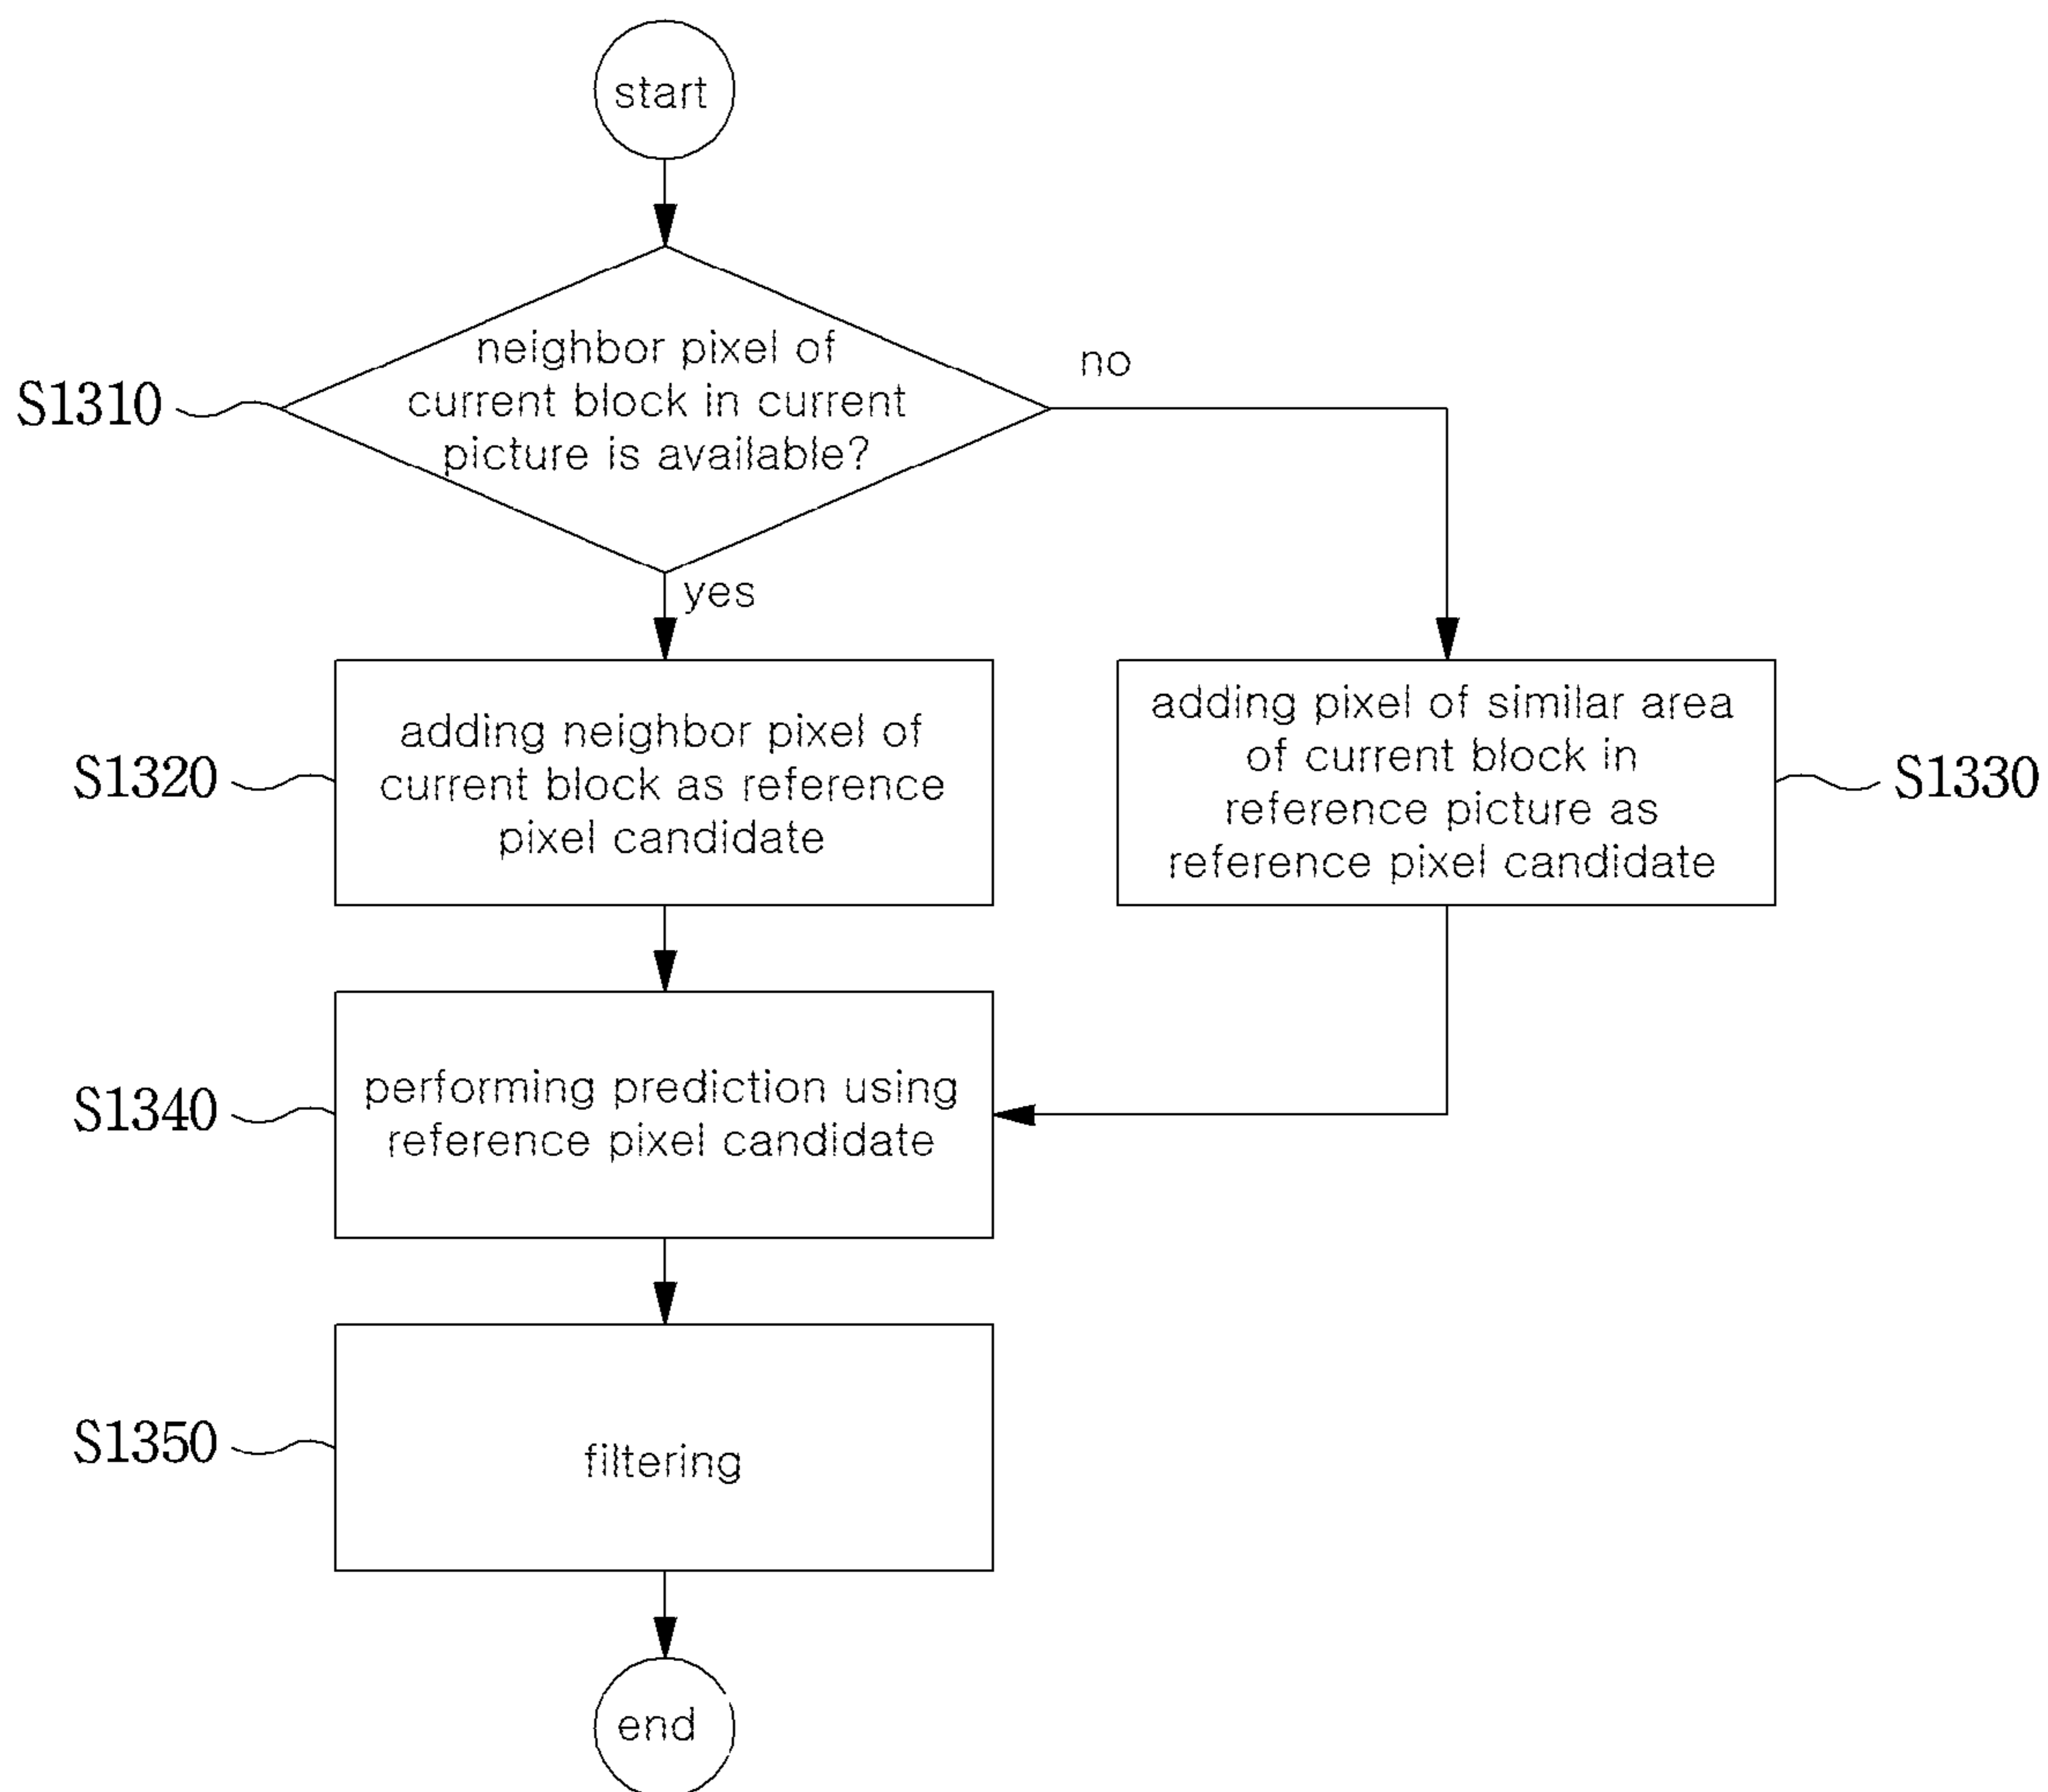 start
neighbor pixel of
current block in current
picture is available?
no
S1310
yes
adding neighbor pixel of
current block as reference
pixel candidate
S1320
adding pixel of similar area
of current block in
reference picture as
reference pixel candidate
S1330
performing prediction using
reference pixel candidate
S1340
filtering
S1350
end